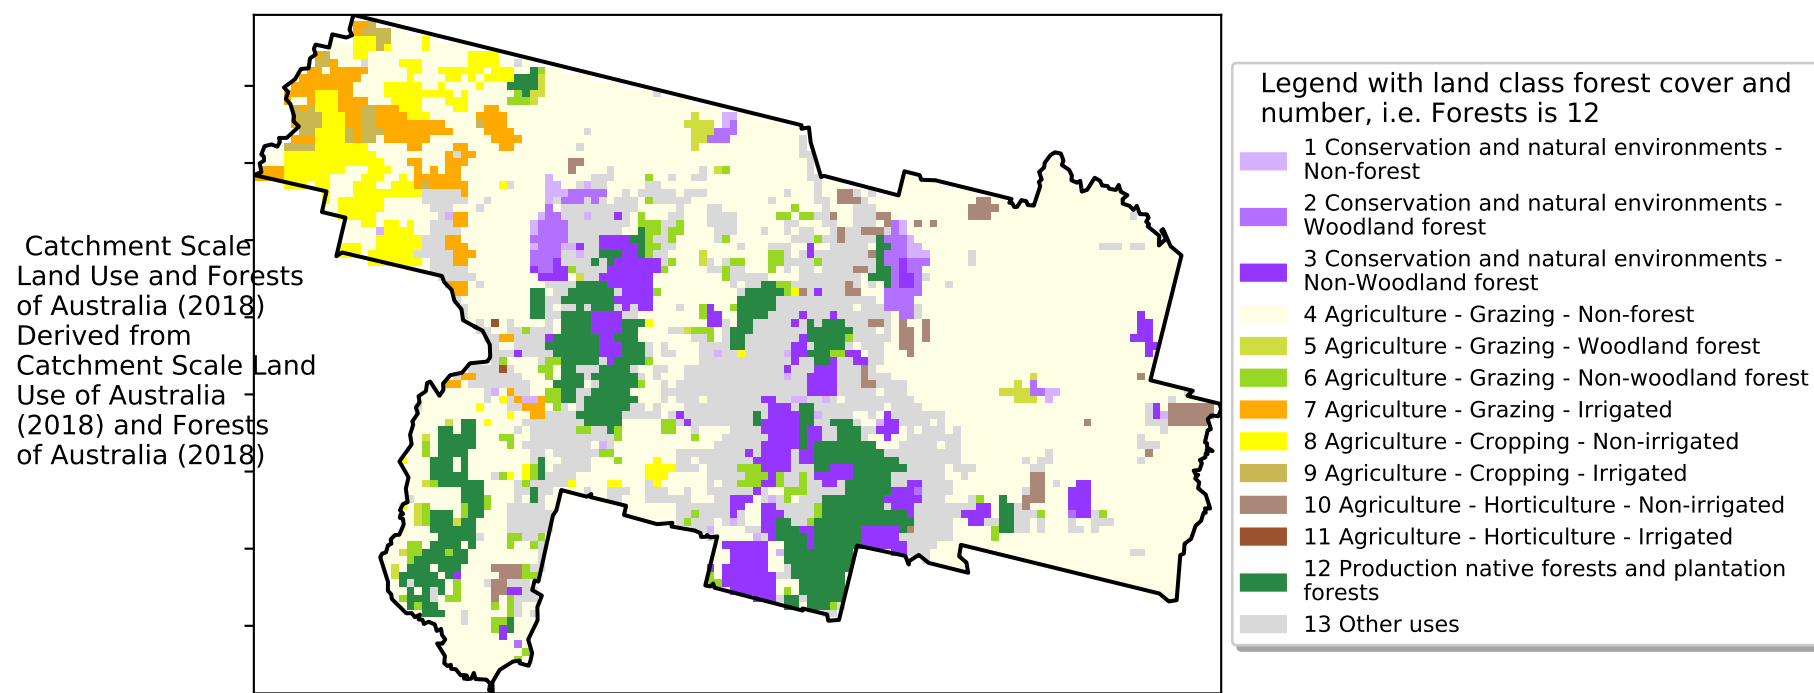 Catchment Scale
Land Use and Forests
of Australia (2018)
Derived from
Catchment Scale Land
Use of Australia
(2018) and Forests
of Australia (2018)
Legend with land class forest cover and
number, i.e. Forests is 12
1 Conservation and natural environments -
Non-forest
2 Conservation and natural environments -
Woodland forest
3 Conservation and natural environments -
Non-Woodland forest
4 Agriculture - Grazing - Non-forest
5 Agriculture - Grazing - Woodland forest
6 Agriculture - Grazing - Non-woodland forest
7 Agriculture - Grazing - Irrigated
8 Agriculture - Cropping - Non-irrigated
9 Agriculture - Cropping - Irrigated
10 Agriculture - Horticulture - Non-irrigated
11 Agriculture - Horticulture - Irrigated
12 Production native forests and plantation
forests
13 Other uses